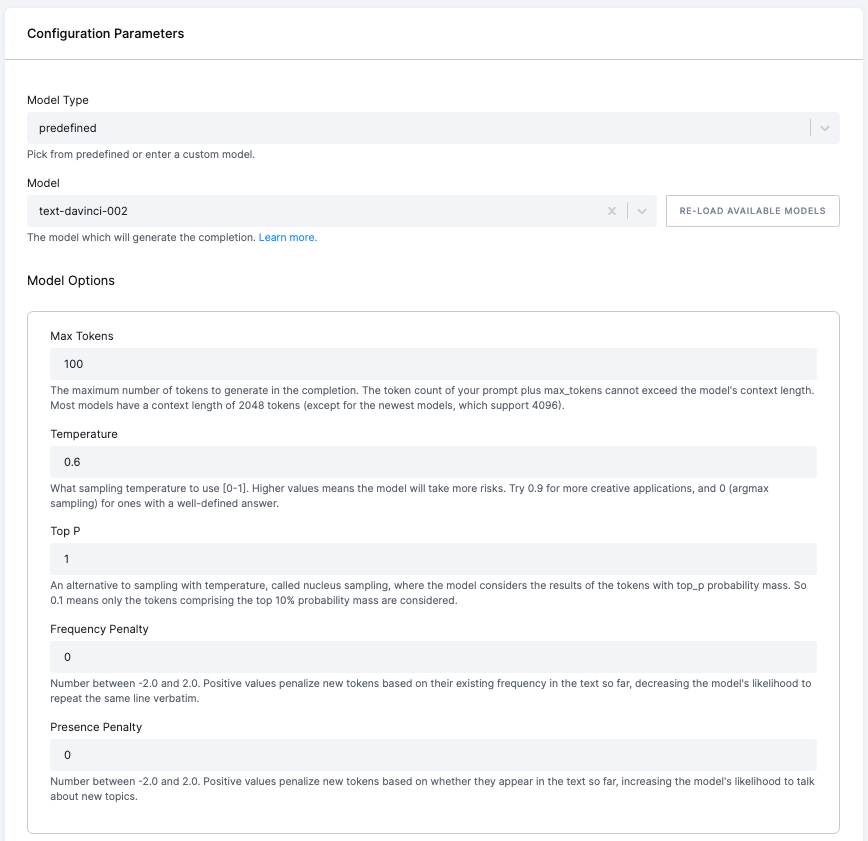 Configuration Parameters
Model Type
predefined
Pick from predefined or enter a custom model.
Model
text-davinci-002
RE-LOAD AVAILABLE MODELS
The model which will generate the completion. Learn more.
Model Options
Max Tokens
100
The maximum number of tokens to generate in the completion. The token count of your prompt plus max_tokens cannot exceed the model's context length.
Most models have a context length of 2048 tokens (except for the newest models, which support 4096).
Temperature
0.6
What sampling temperature to use [0-1]. Higher values means the model will take more risks. Try 0.9 for more creative applications, and 0 (argmax
sampling) for ones with a well-defined answer.
Top P
1
An alternative to sampling with temperature, called nucleus sampling, where the model considers the results of the tokens with top_p probability mass. So
0.1 means only the tokens comprising the top 10% probability mass are considered.
Frequency Penalty
0
Number between -2.0 and 2.0. Positive values penalize new tokens based on their existing frequency in the text so far, decreasing the model's likelihood to
repeat the same line verbatim.
Presence Penalty
0
Number between -2.0 and 2.0. Positive values penalize new tokens based on whether they appear in the text so far, increasing the model's likelihood to talk
about new topics.